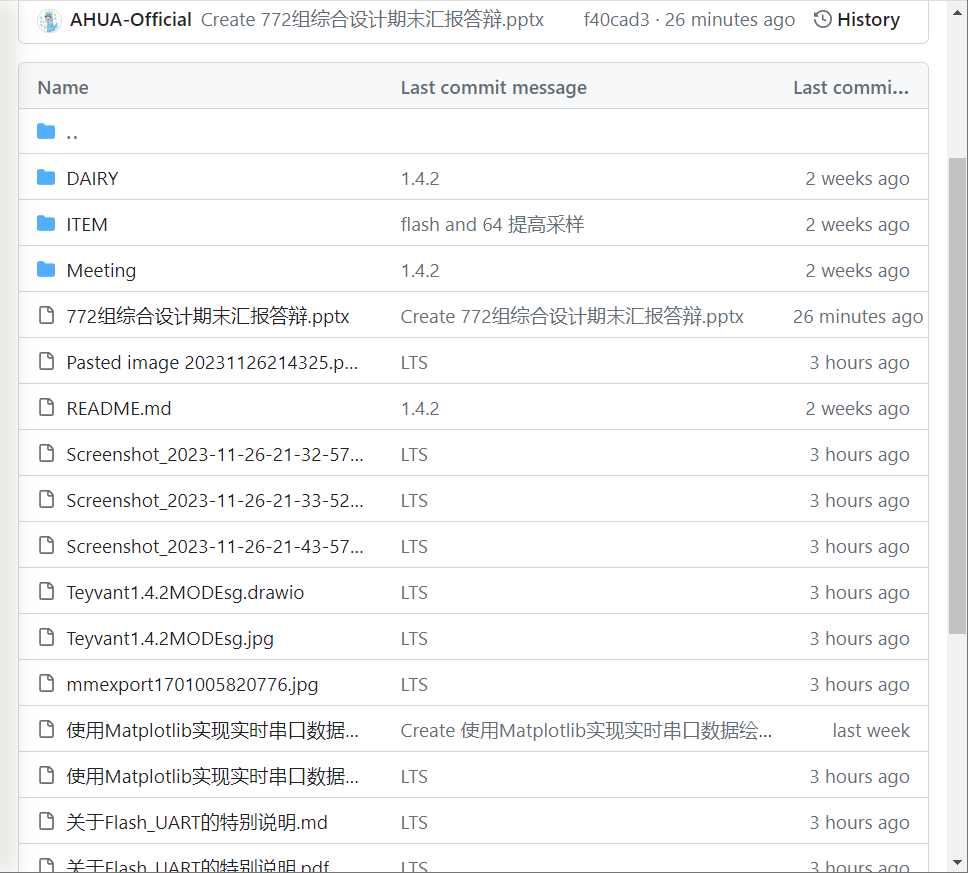 AHUA-Official Create 772组综合设计期末汇报答辩.pptx f40cad3 · 26 minutes ago History
Name Last commit message Last commi...
..
DAIRY 1.4.2 2 weeks ago
ITEM flash and 64 提高采样 2 weeks ago
Meeting 1.4.2 2 weeks ago
772组综合设计期末汇报答辩.pptx Create 772组综合设计期末汇报答辩.pptx 26 minutes ago
Pasted image 20231126214325.p... LTS 3 hours ago
README.md 1.4.2 2 weeks ago
Screenshot_2023-11-26-21-32-57... LTS 3 hours ago
Screenshot_2023-11-26-21-33-52... LTS 3 hours ago
Screenshot_2023-11-26-21-43-57... LTS 3 hours ago
Teyvant1.4.2MODEsg.drawio LTS 3 hours ago
Teyvant1.4.2MODEsg.jpg LTS 3 hours ago
mmexport1701005820776.jpg LTS 3 hours ago
使用Matplotlib实现实时串口数据... Create 使用Matplotlib实现实时串口数据绘... last week
使用Matplotlib实现实时串口数据... LTS 3 hours ago
关于Flash_UART的特别说明.md LTS 3 hours ago
关于Flash_UART的特别说明.pdf LTS 3 hours ago